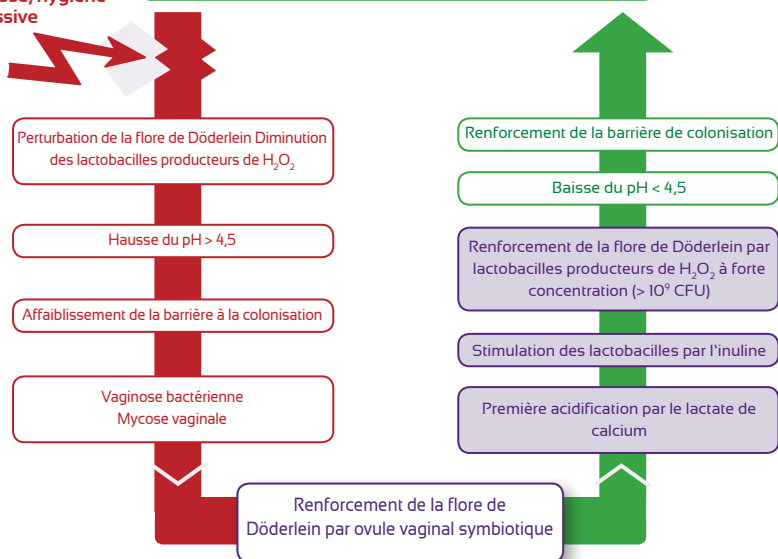 hygiène
Perturbation de la flore de Döderlein Diminution
des lactobacilles producteurs de H₂O₂
Hausse du pH > 4,5
Affaiblissement de la barrière à la colonisation
Vaginose bactérienne
Mycose vaginale
Renforcement de la flore de
Döderlein par ovule vaginal symbiotique
Renforcement de la barrière de colonisation
Baisse du pH < 4,5
Renforcement de la flore de Döderlein par
lactobacilles producteurs de H₂O₂ à forte
concentration (> 10⁹ CFU)
Stimulation des lactobacilles par l'inuline
Première acidification par le lactate de
calcium